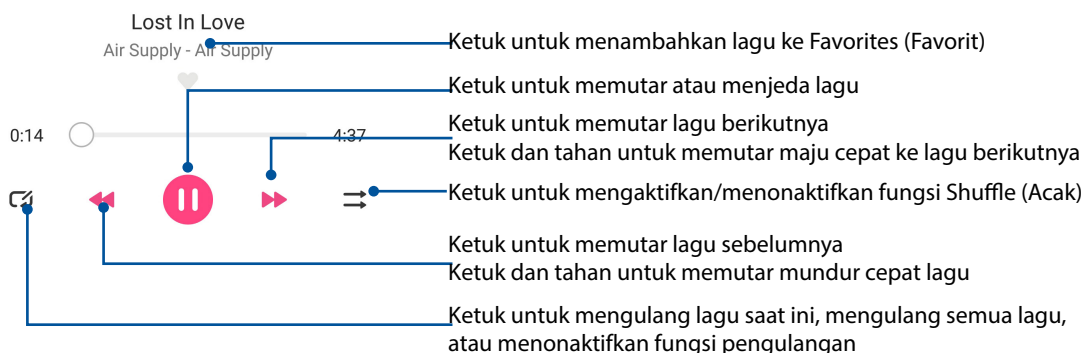 Lost In Love
Air Supply - Air Supply
Ketuk untuk menambahkan lagu ke Favorites (Favorit)
Ketuk untuk memutar atau menjeda lagu
0:14
4:37
Ketuk untuk memutar lagu berikutnya
Ketuk dan tahan untuk memutar maju cepat ke lagu berikutnya
Ketuk untuk mengaktifkan/menonaktifkan fungsi Shuffle (Acak)
Ketuk untuk memutar lagu sebelumnya
Ketuk dan tahan untuk memutar mundur cepat lagu
Ketuk untuk mengulang lagu saat ini, mengulang semua lagu,
atau menonaktifkan fungsi pengulangan